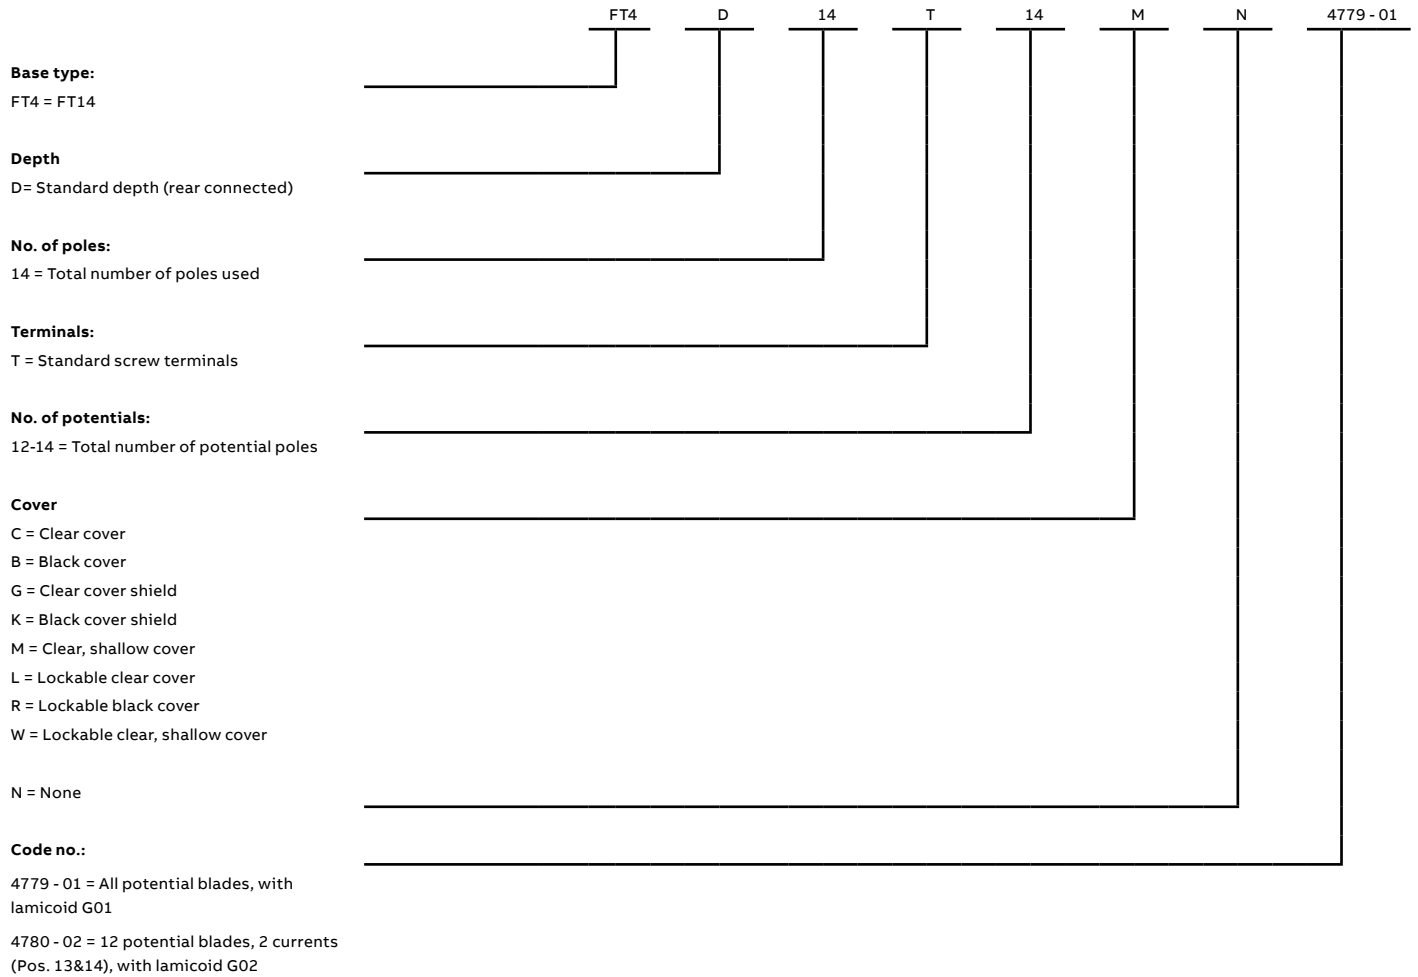 FT4 D 14 T 14 M N 4779 - 01
Base type:
FT4 = FT14
Depth
D= Standard depth (rear connected)
No. of poles:
14 = Total number of poles used
Terminals:
T = Standard screw terminals
No. of potentials:
12-14 = Total number of potential poles
Cover
C = Clear cover
B = Black cover
G = Clear cover shield
K = Black cover shield
M = Clear, shallow cover
L = Lockable clear cover
R = Lockable black cover
W = Lockable clear, shallow cover
N = None
Code no.:
4779 - 01 = All potential blades, with
lamicoid G01
4780 - 02 = 12 potential blades, 2 currents
(Pos. 13&14), with lamicoid G02